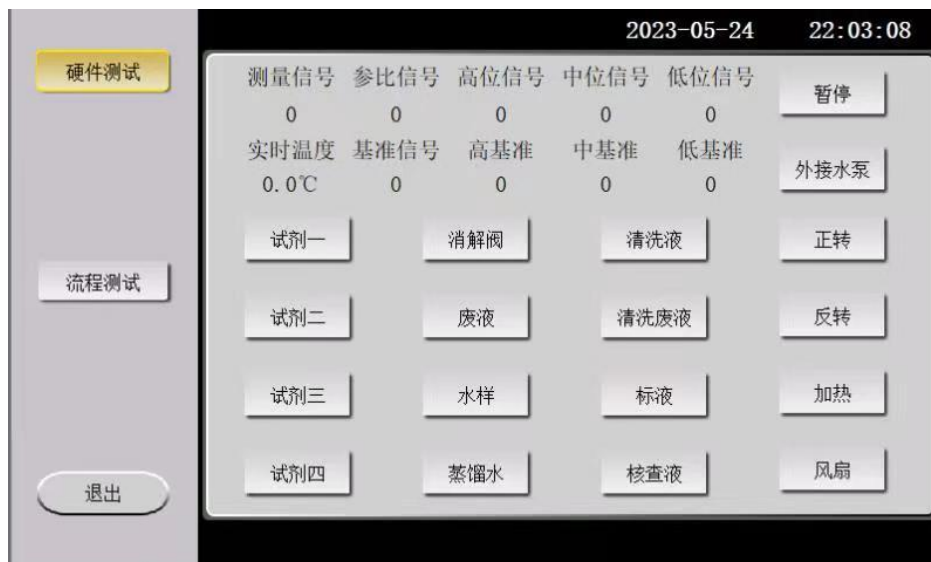 2023-05-24 22:03:08
硬件测试
流程测试
退出
测量信号 参比信号 高位信号 中位信号 低位信号
0 0 0 0 0
实时温度 基准信号 高基准 中基准 低基准
0.0℃ 0 0 0 0
暂停
外接水泵
试剂一 消解阀 清洗液 正转
试剂二 废液 清洗废液 反转
试剂三 水样 标液 加热
试剂四 蒸馏水 核查液 风扇